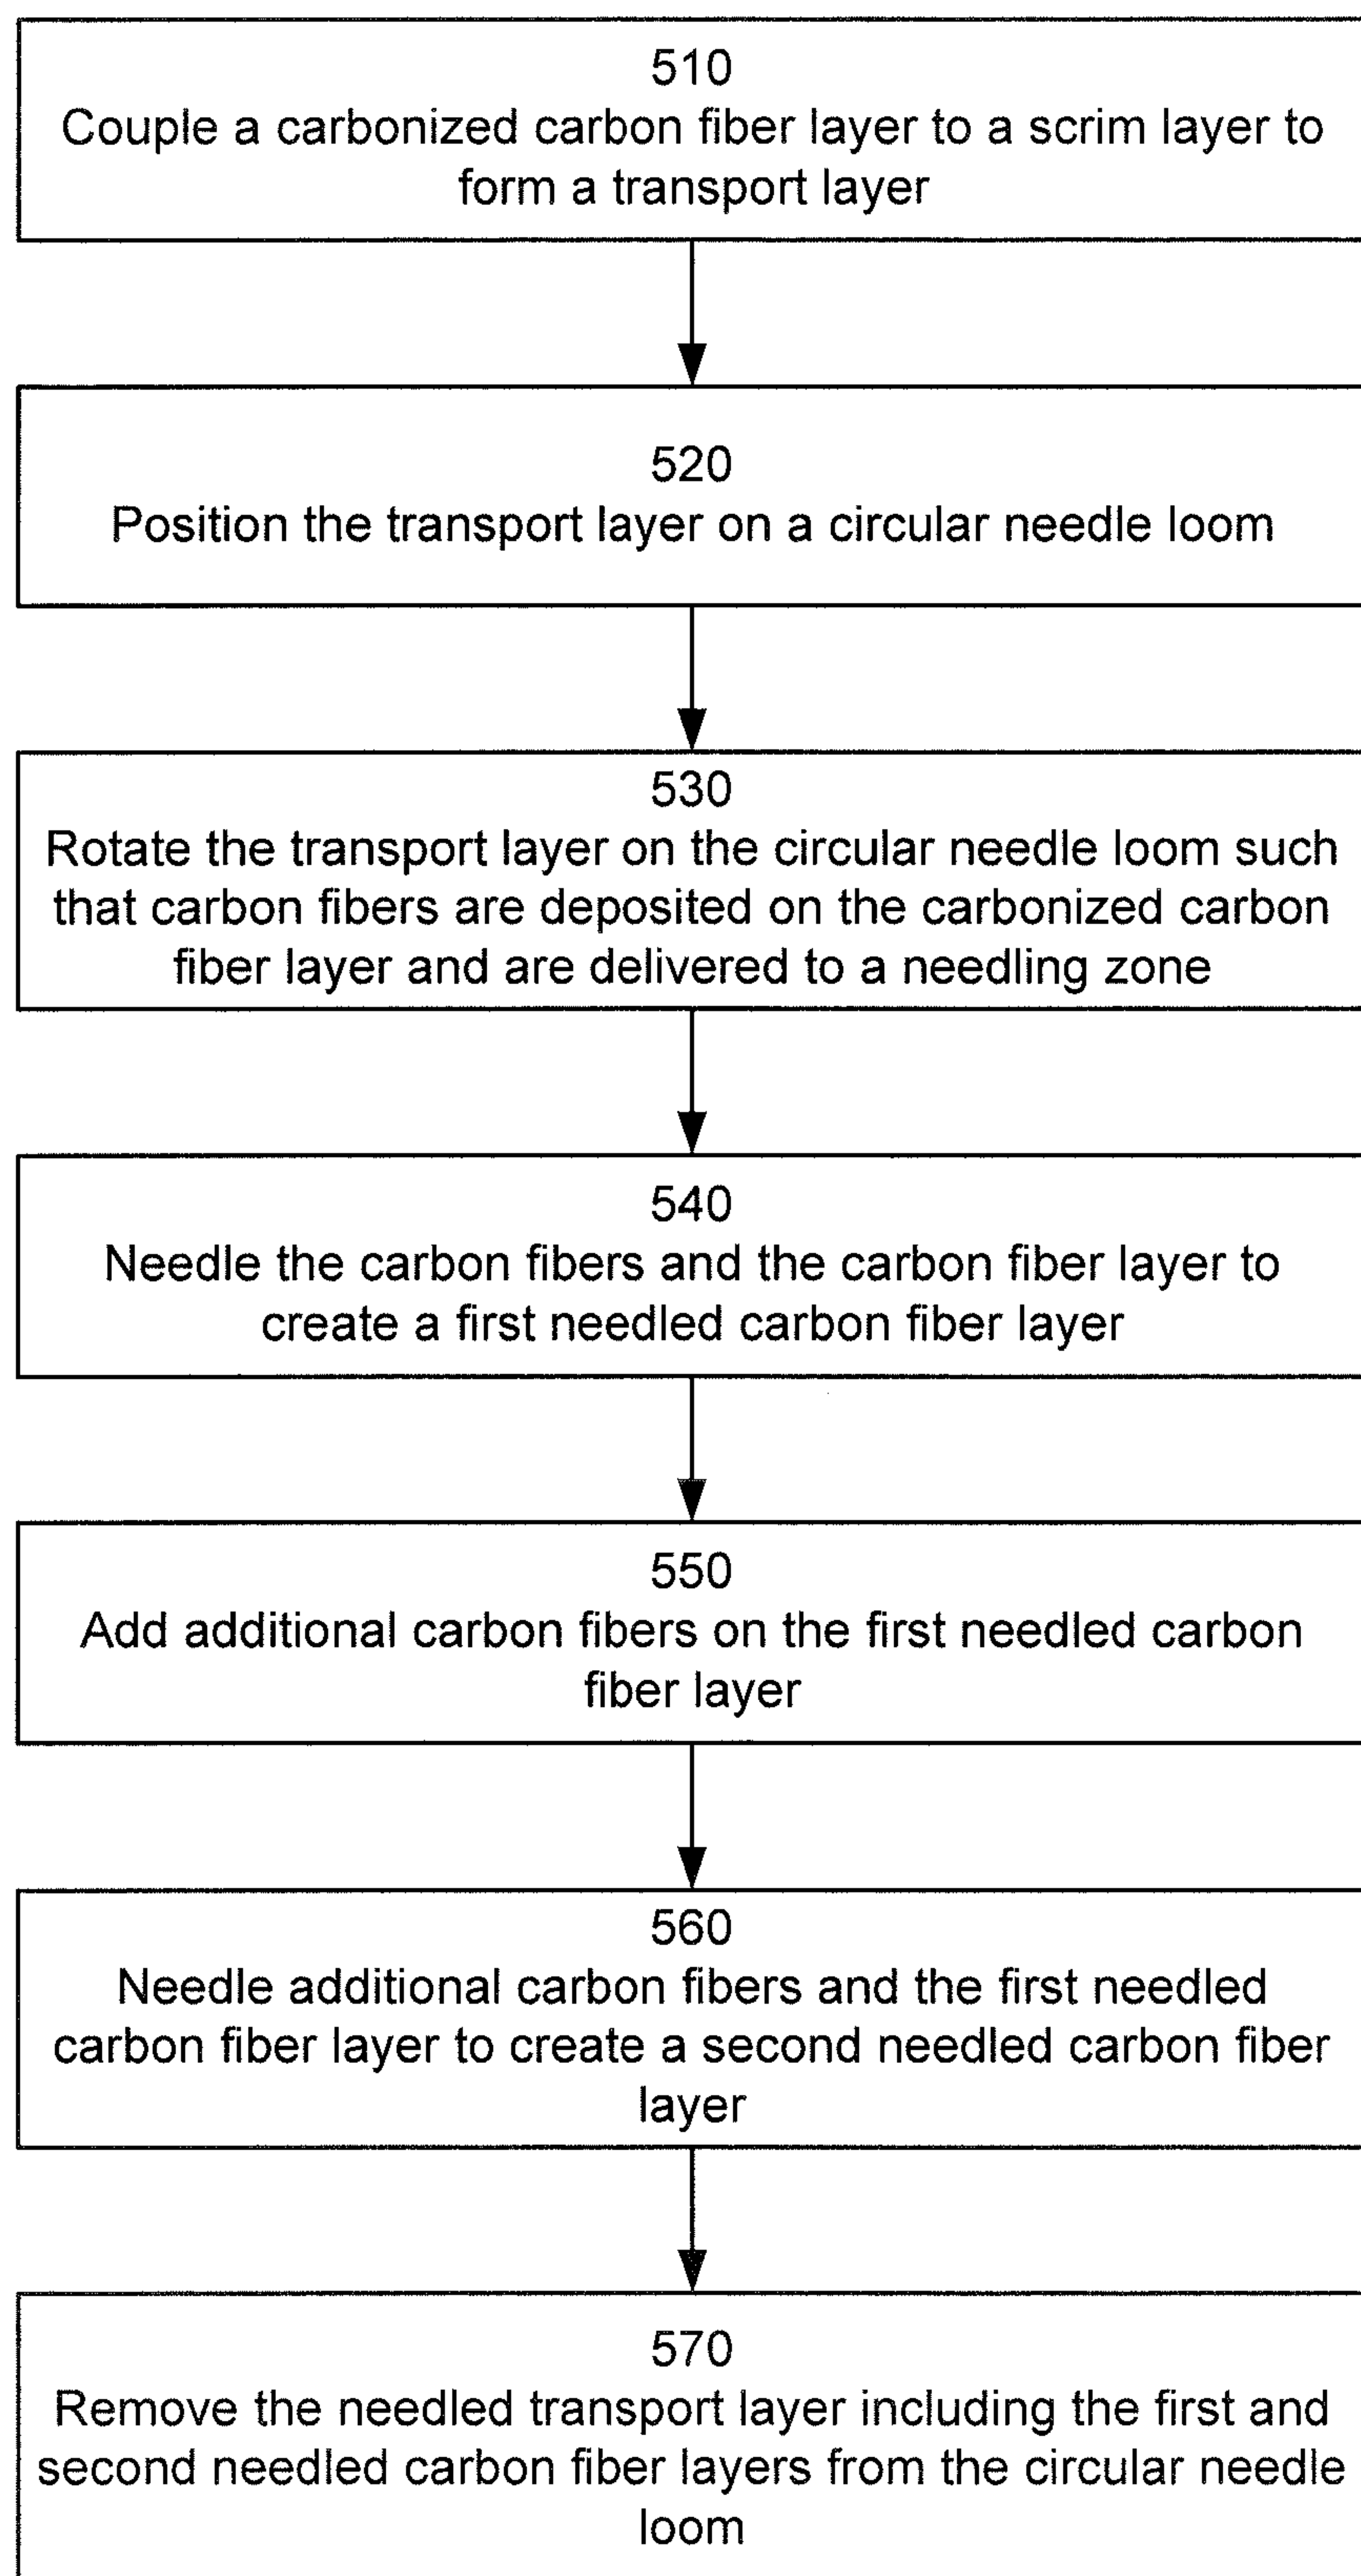 510
Couple a carbonized carbon fiber layer to a scrim layer to
form a transport layer
520
Position the transport layer on a circular needle loom
530
Rotate the transport layer on the circular needle loom such
that carbon fibers are deposited on the carbonized carbon
fiber layer and are delivered to a needling zone
540
Needle the carbon fibers and the carbon fiber layer to
create a first needled carbon fiber layer
550
Add additional carbon fibers on the first needled carbon
fiber layer
560
Needle additional carbon fibers and the first needled
carbon fiber layer to create a second needled carbon fiber
layer
570
Remove the needled transport layer including the first and
second needled carbon fiber layers from the circular needle
loom